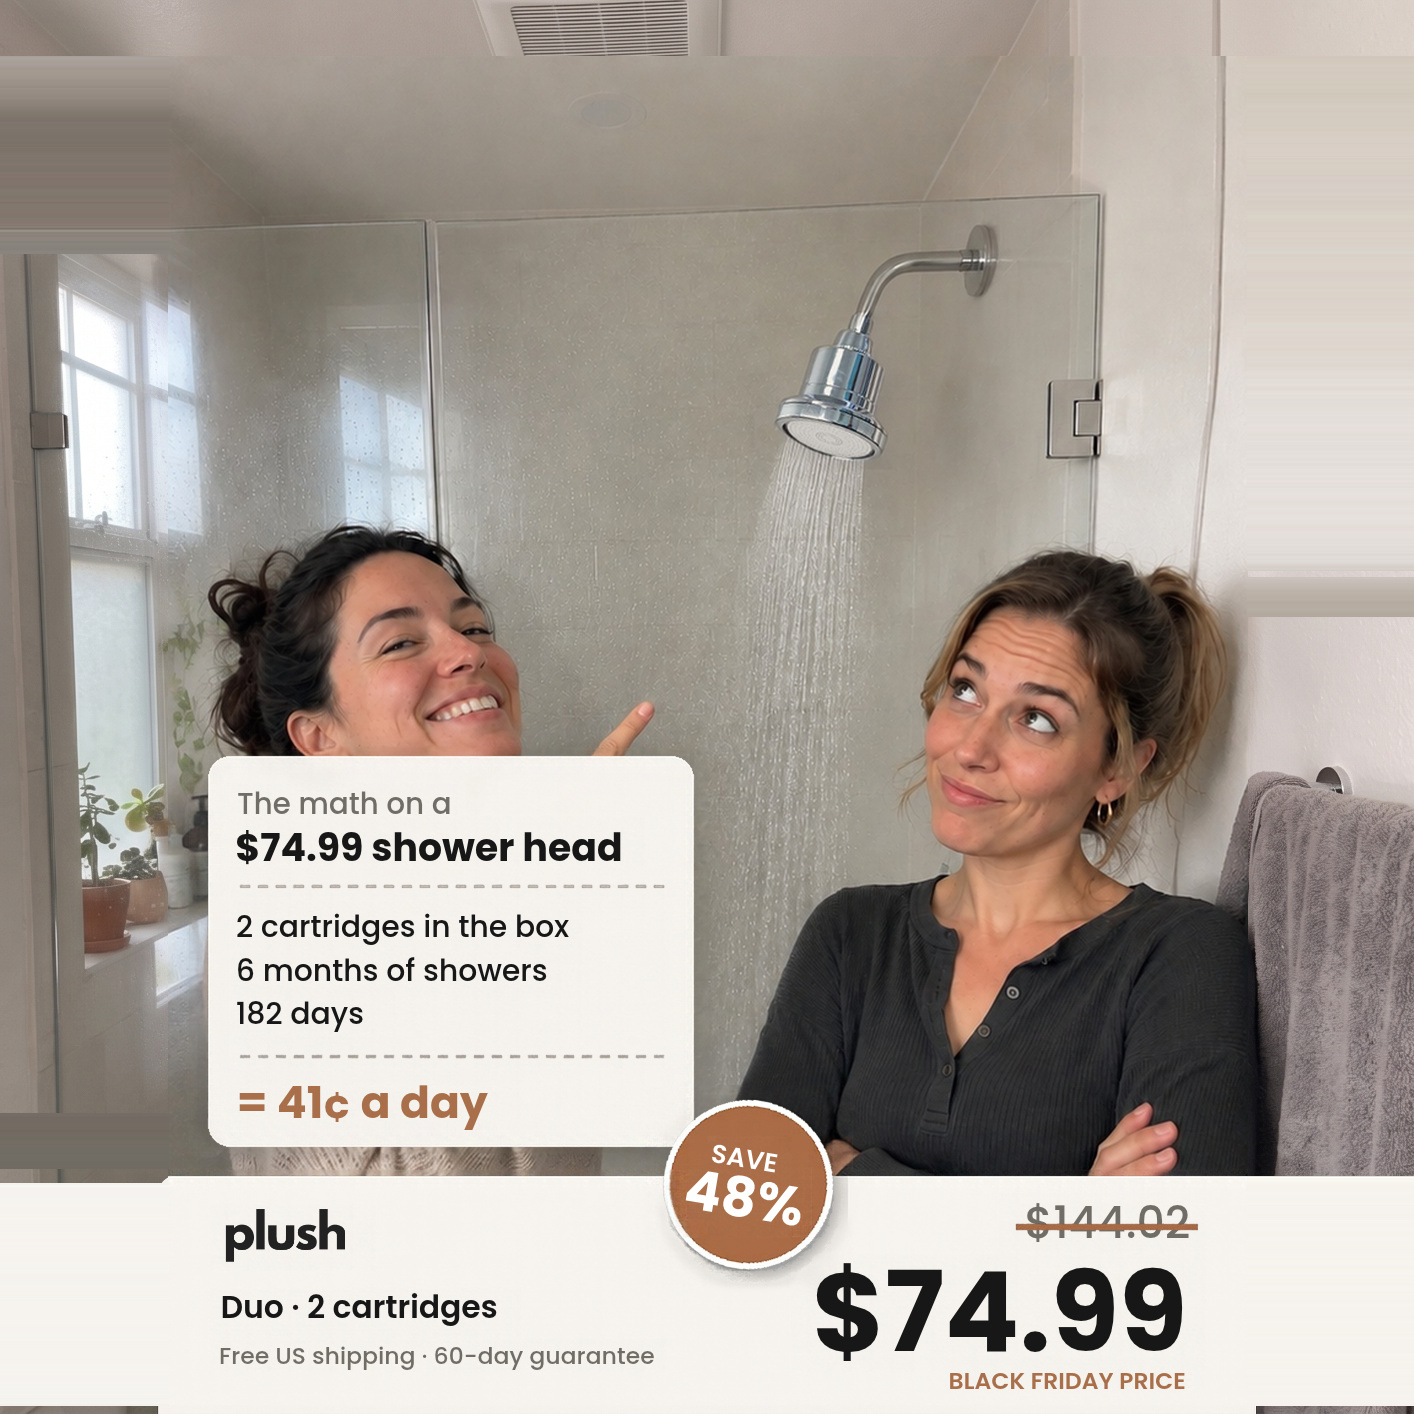 The math on a
$74.99 shower head
2 cartridges in the box
6 months of showers
182 days
= 41¢ a day
SAVE
48%
plush
Duo · 2 cartridges
Free US shipping · 60-day guarantee
$144.02
$74.99
BLACK FRIDAY PRICE